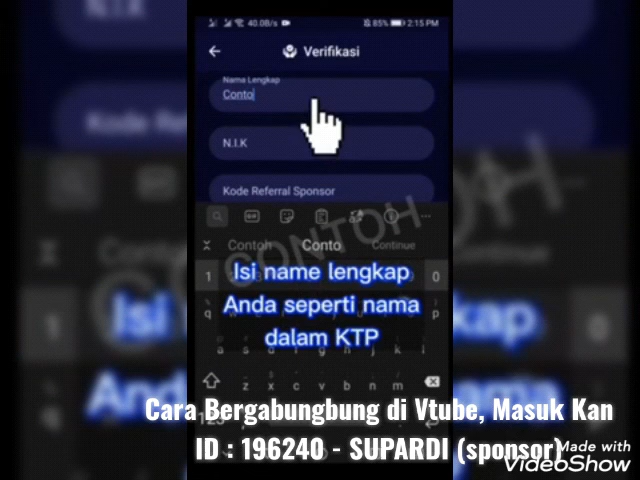 40.0B/s 85% 2:15 PM
Verifikasi
Nama Lengkap
Conto
N.I.K
Kode Referral Sponsor
CONTOH
Contoh Conto Continue
Isi name lengkap
Anda seperti nama
dalam KTP
z x c v b n m
Cara Bergabungbung di Vtube, Masuk Kan
ID : 196240 - SUPARDI (sponsor)
Made with
VideoShow